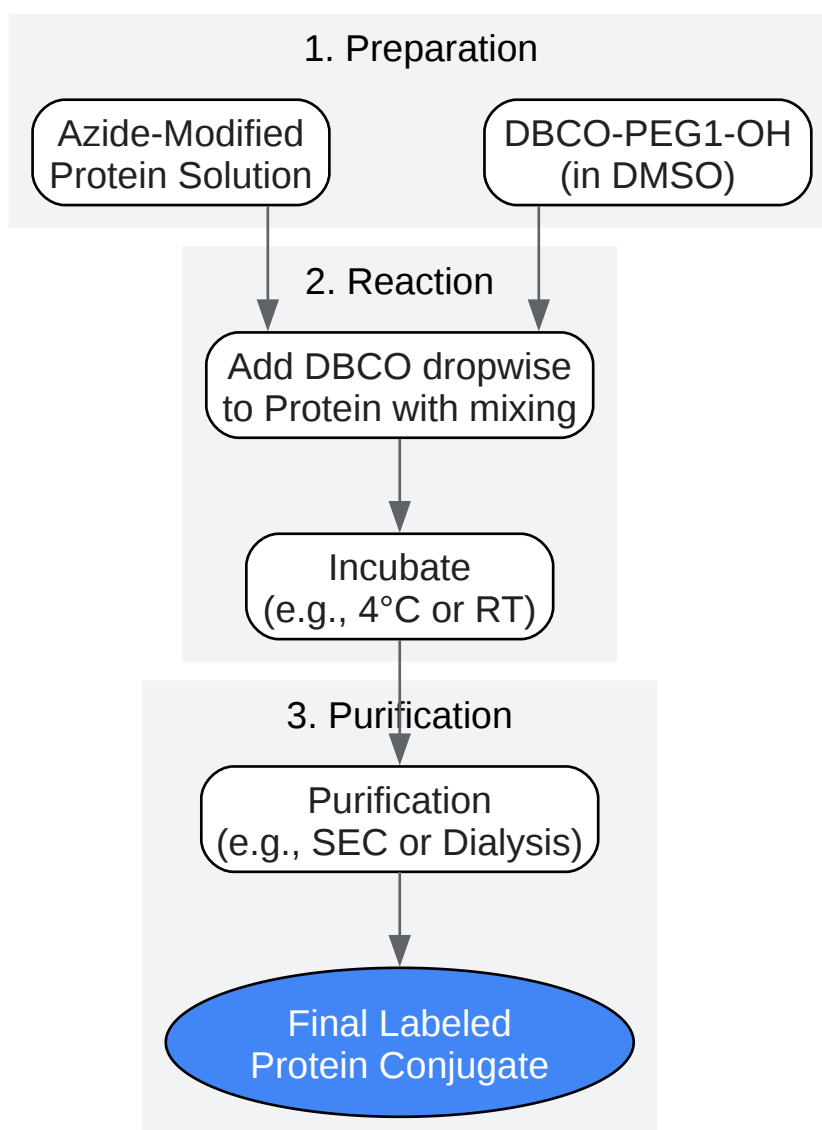 1. Preparation
Azide-Modified
Protein Solution
DBCO-PEG1-OH
(in DMSO)
2. Reaction
Add DBCO dropwise
to Protein with mixing
Incubate
(e.g., 4°C or RT)
3. Purification
Purification
(e.g., SEC or Dialysis)
Final Labeled
Protein Conjugate